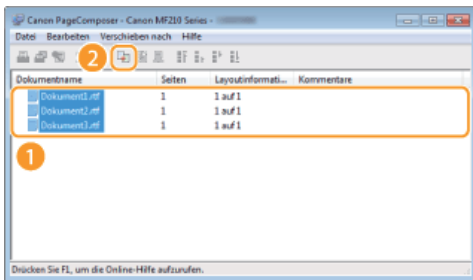 Canon PageComposer - Canon MF210 Series -
Datei Bearbeiten Verschieben nach Hilfe
2
Dokumentname Seiten Layoutinformati... Kommentare
Dokument1.rtf 1 1 auf 1
Dokument2.rtf 1 1 auf 1
Dokument3.rtf 1 1 auf 1
1
Drücken Sie F1, um die Online-Hilfe aufzurufen.